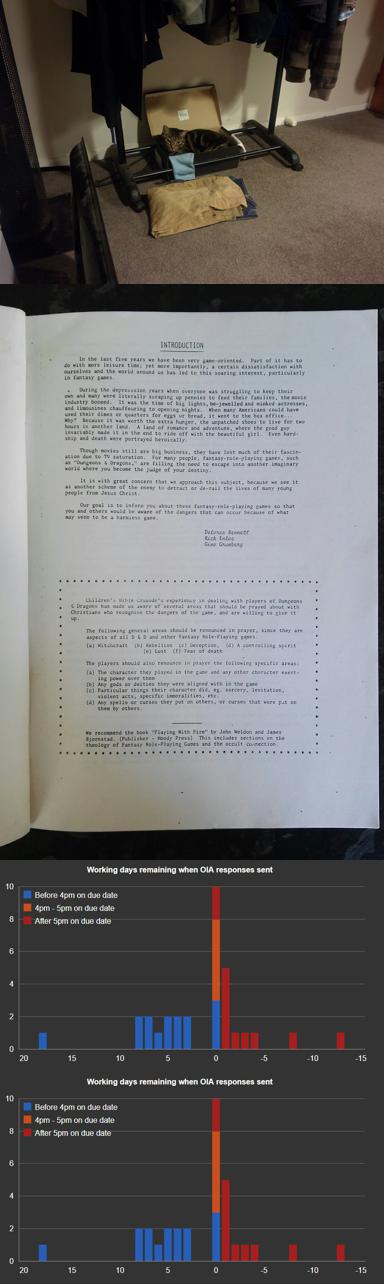 INTRODUCTION
In the last five years we have been very game-oriented. Part of it has to
do with more leisure time; yet more importantly, a certain dissatisfaction with
ourselves and the world around us has led to this soaring interest, particularly
in fantasy games.
During the depression years when everyone was struggling to keep their
own and many were literally scraping up pennies to feed their families, the movie
industry boomed. It was the time of big lights, be-jewelled and minked actresses,
and limousines chauffeuring to opening nights. When many Americans could have
used their dimes or quarters for eggs or bread, it went to the box office...
Why? Because it was worth the extra hunger, the unpatched shoes to live for two
hours in another land. A land of romance and adventure, where the good guy
invariably made it in the end to ride off with the beautiful girl. Even hard-
ship and death were portrayed heroically.
Though movies still are big business, they have lost much of their fascin-
ation due to TV saturation. For many people, fantasy-role-playing games, such
as "Dungeons & Dragons," are filling the need to escape into another imaginary
world where you become the judge of your destiny.
It is with great concern that we approach this subject, because we see it
as another scheme of the enemy to detract or de-rail the lives of many young
people from Jesus Christ.
Our goal is to inform you about these fantasy-role-playing games so that
you and others would be aware of the dangers that can occur because of what
may seem to be a harmless game.
Children's Bible Crusade's experience in dealing with players of Dungeons
& Dragons has made us aware of several areas that should be prayed about with
Christians who recognise the dangers of the game, and are willing to give it
up.
The following general areas should be renounced in prayer, since they are
aspects of all D & D and other Fantasy Role-Playing games.
(a) Witchcraft (b) Rebellion (c) Deception, (d) A controlling spirit
(e) Lust (f) Fear of death
The players should also renounce in prayer the following specific areas:
(a) The character they played in the game and any other character exert-
ing power over them
(b) Any gods or deities they were aligned with in the game
(c) Particular things their character did, eg. sorcery, levitation,
violent acts, specific immoralities, etc.
(d) Any spells or curses they put on others, or curses that were put on
them by others.
We recommend the book "Playing With Fire" by John Weldon and James
Bjornstad. (Publisher - Moody Press) This includes sections on the
theology of Fantasy Role-Playing Games and the occult connection.
Working days remaining when OIA responses sent
Before 4pm on due date
4pm - 5pm on due date
After 5pm on due date
10
8
6
4
2
0
20 15 10 5 0 -5 -10 -15
Working days remaining when OIA responses sent
Before 4pm on due date
4pm - 5pm on due date
After 5pm on due date
10
8
6
4
2
0
20 15 10 5 0 -5 -10 -15